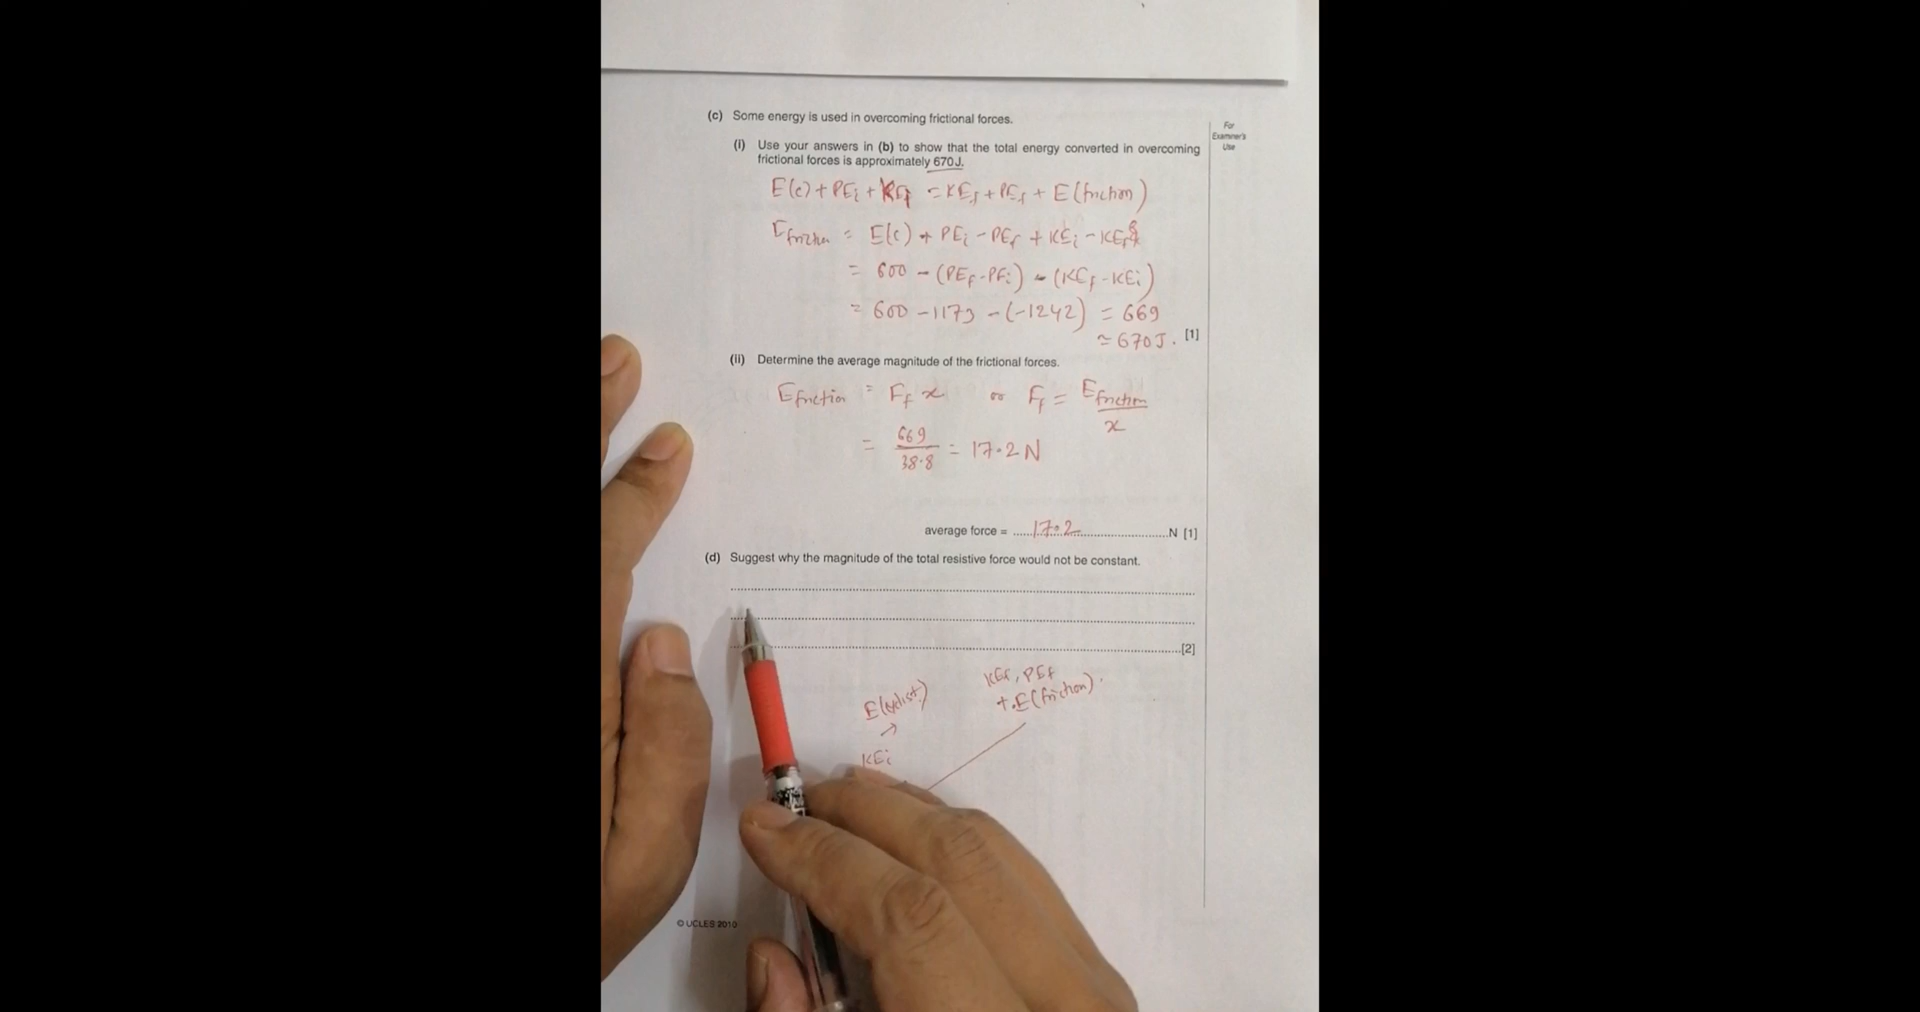 (c) Some energy is used in overcoming frictional forces.
For
Examiner's
Use
(i) Use your answers in (b) to show that the total energy converted in overcoming
frictional forces is approximately 670J.
E(c) + PEi + = KEf + PEf + E(friction)
Efriction = E(c) + PEi - PEf + KEi - KEf
= 600 - (PEf - PEi) - (KEf - KEi)
= 600 - 1173 - (-1242) = 669
≈ 670J. [1]
(ii) Determine the average magnitude of the frictional forces.
Efriction = Ff x or Ff = Efriction / x
= 669 / 38.8 = 17.2 N
average force = 17.2 N [1]
(d) Suggest why the magnitude of the total resistive force would not be constant.
[2]
KEf, PEf
E(cyclist) + E(friction).
→
KEi
© UCLES 2010